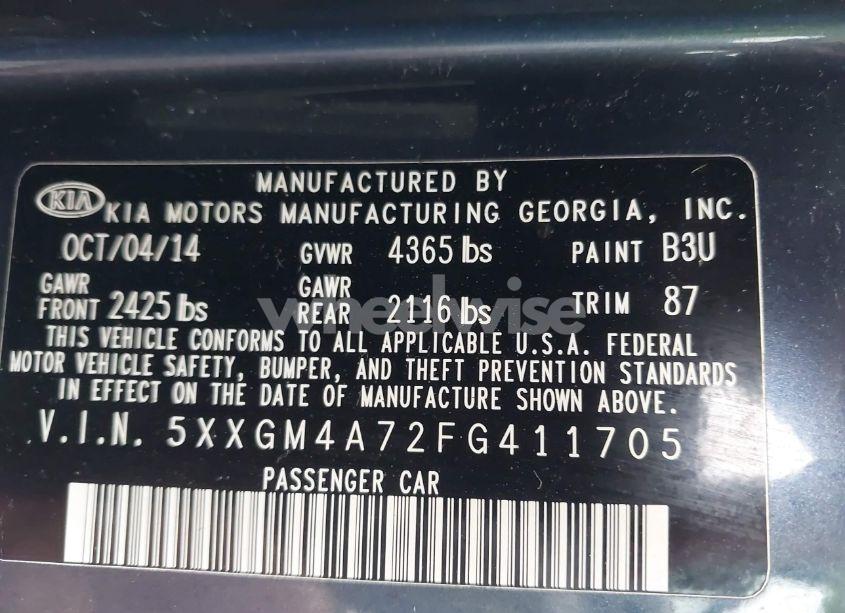 MANUFACTURED BY
KIA KIA MOTORS MANUFACTURING GEORGIA, INC.
OCT/04/14 GVWR 4365 lbs PAINT B3U
GAWR FRONT 2425 lbs GAWR REAR 2116 lbs TRIM 87
THIS VEHICLE CONFORMS TO ALL APPLICABLE U.S.A. FEDERAL
MOTOR VEHICLE SAFETY, BUMPER, AND THEFT PREVENTION STANDARDS
IN EFFECT ON THE DATE OF MANUFACTURE SHOWN ABOVE.
V.I.N. 5XXGM4A72FG411705
PASSENGER CAR
wheelwise